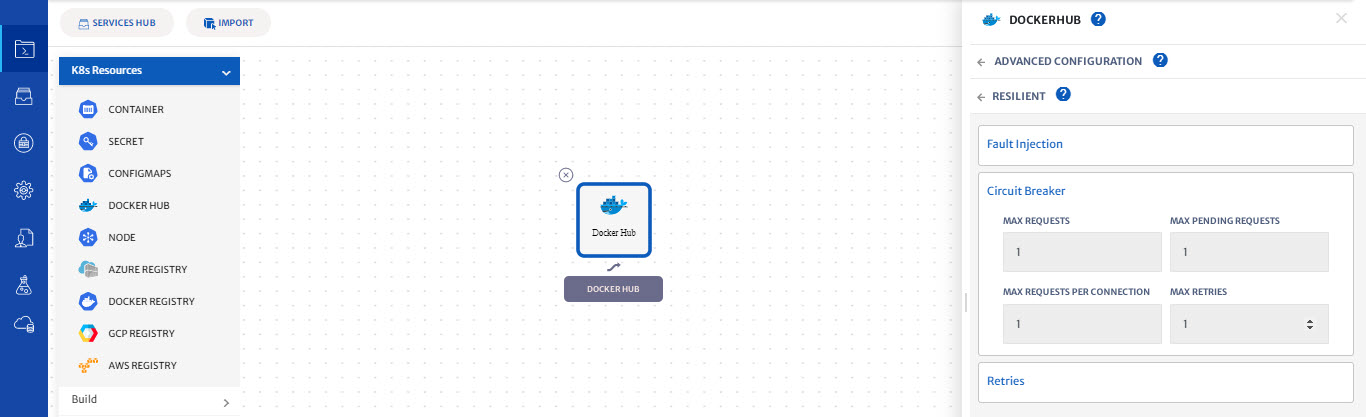 SERVICES HUB
IMPORT
K8s Resources
CONTAINER
SECRET
CONFIGMAPS
DOCKER HUB
NODE
AZURE REGISTRY
DOCKER REGISTRY
GCP REGISTRY
AWS REGISTRY
Build
Docker Hub
DOCKER HUB
DOCKERHUB ?
ADVANCED CONFIGURATION ?
RESILIENT ?
Fault Injection
Circuit Breaker
MAX REQUESTS MAX PENDING REQUESTS
1 1
MAX REQUESTS PER CONNECTION MAX RETRIES
1 1
Retries